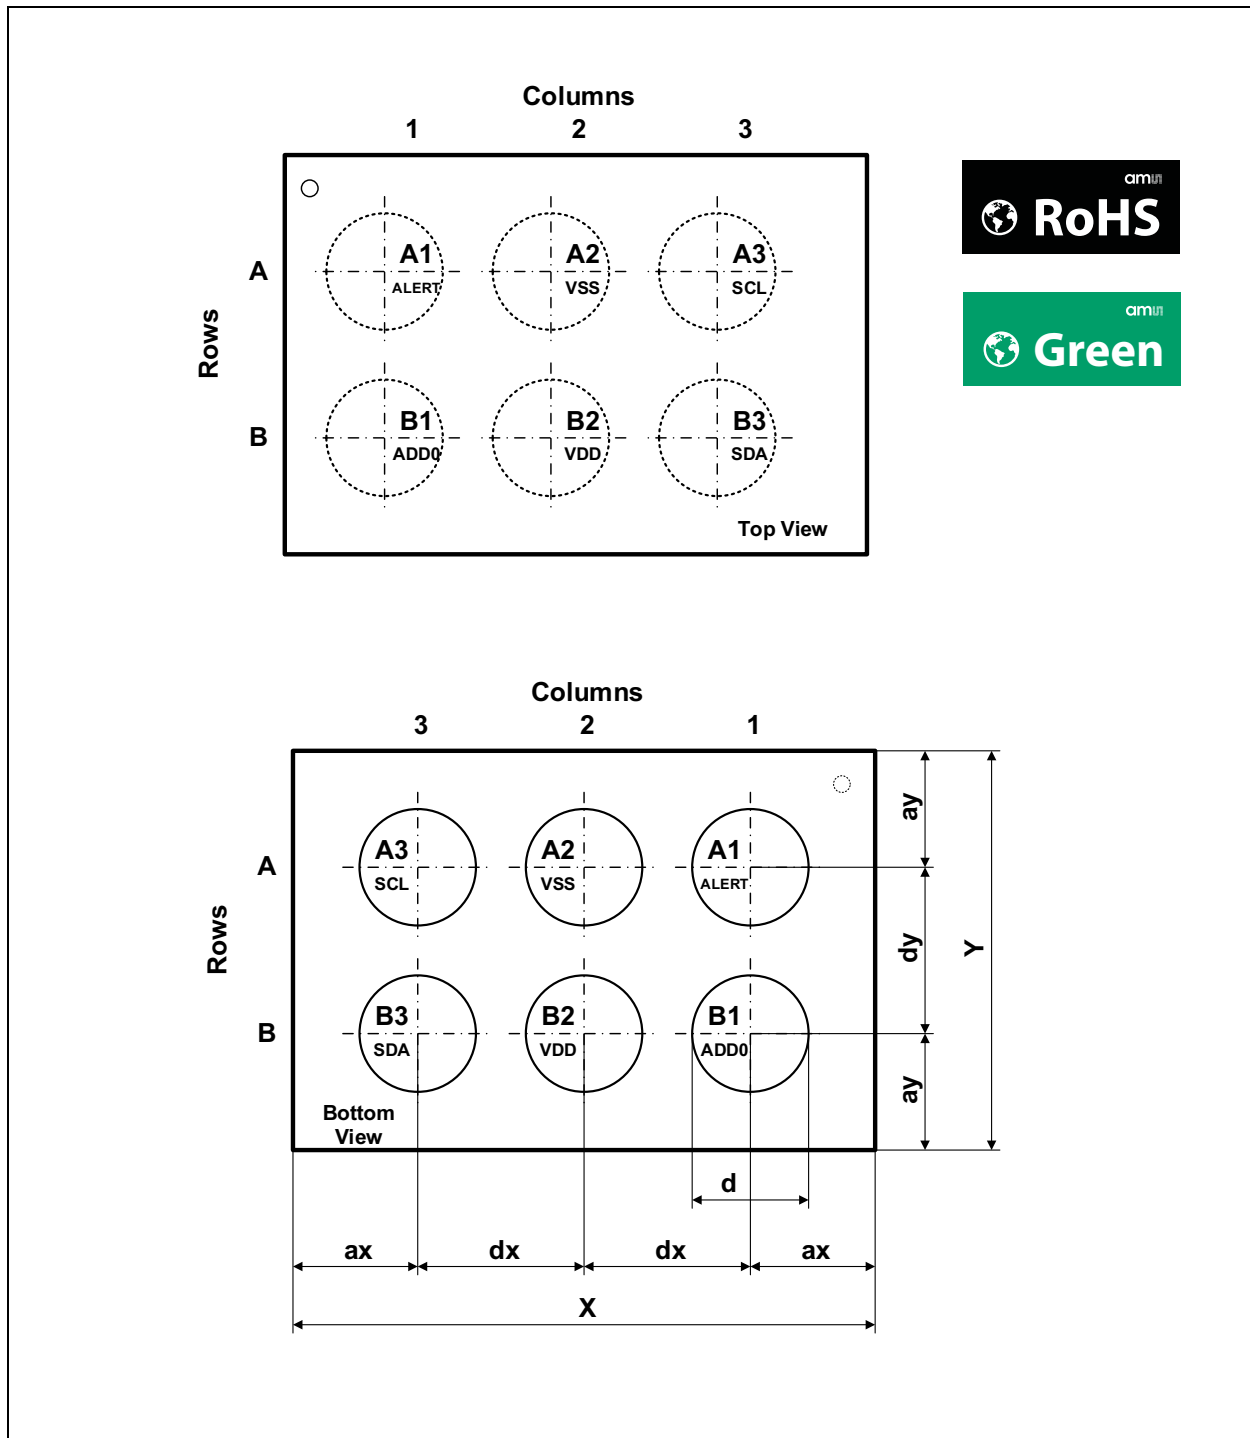 Columns
1 2 3
am
RoHS
am
Green
Rows
A
A1 A2 A3
ALERT VSS SCL
B
B1 B2 B3
ADD0 VDD SDA
Top View
Columns
3 2 1
Rows
A
A3 A2 A1
SCL VSS ALERT
B
B3 B2 B1
SDA VDD ADD0
Bottom
View
ay
dy
Y
ay
d
ax dx dx ax
X